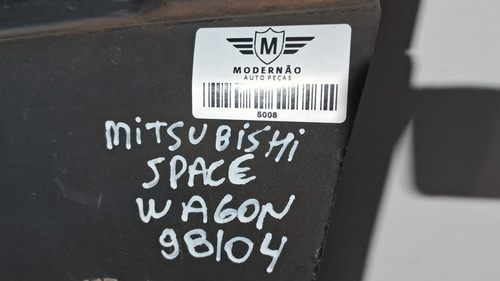 M
MODERNÃO
AUTO PEÇAS
5008
MiTSUBiSHi
SPACE
WAGON
98/04